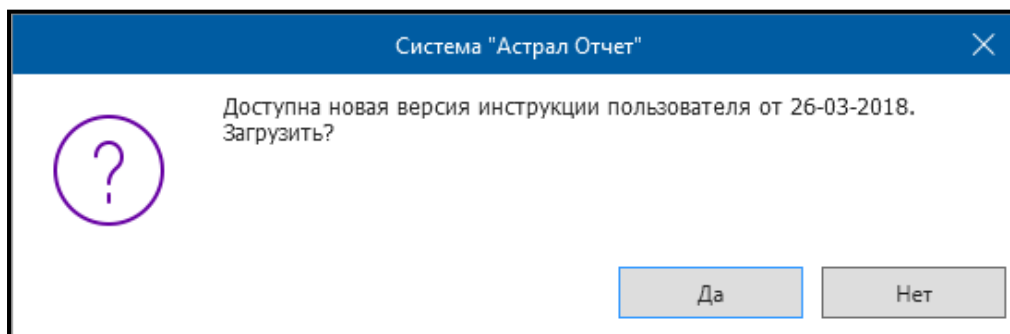 Система "Астрал Отчет"
Доступна новая версия инструкции пользователя от 26-03-2018.
Загрузить?
Да
Нет